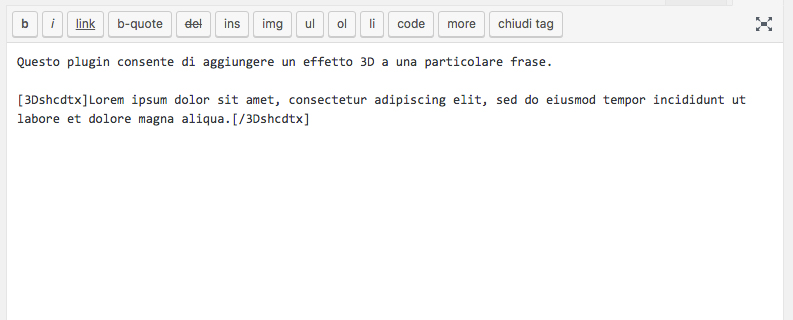 b i link b-quote del ins img ul ol li code more chiudi tag
Questo plugin consente di aggiungere un effetto 3D a una particolare frase.
[3Dshcdtx]Lorem ipsum dolor sit amet, consectetur adipiscing elit, sed do eiusmod tempor incididunt ut
labore et dolore magna aliqua.[/3Dshcdtx]